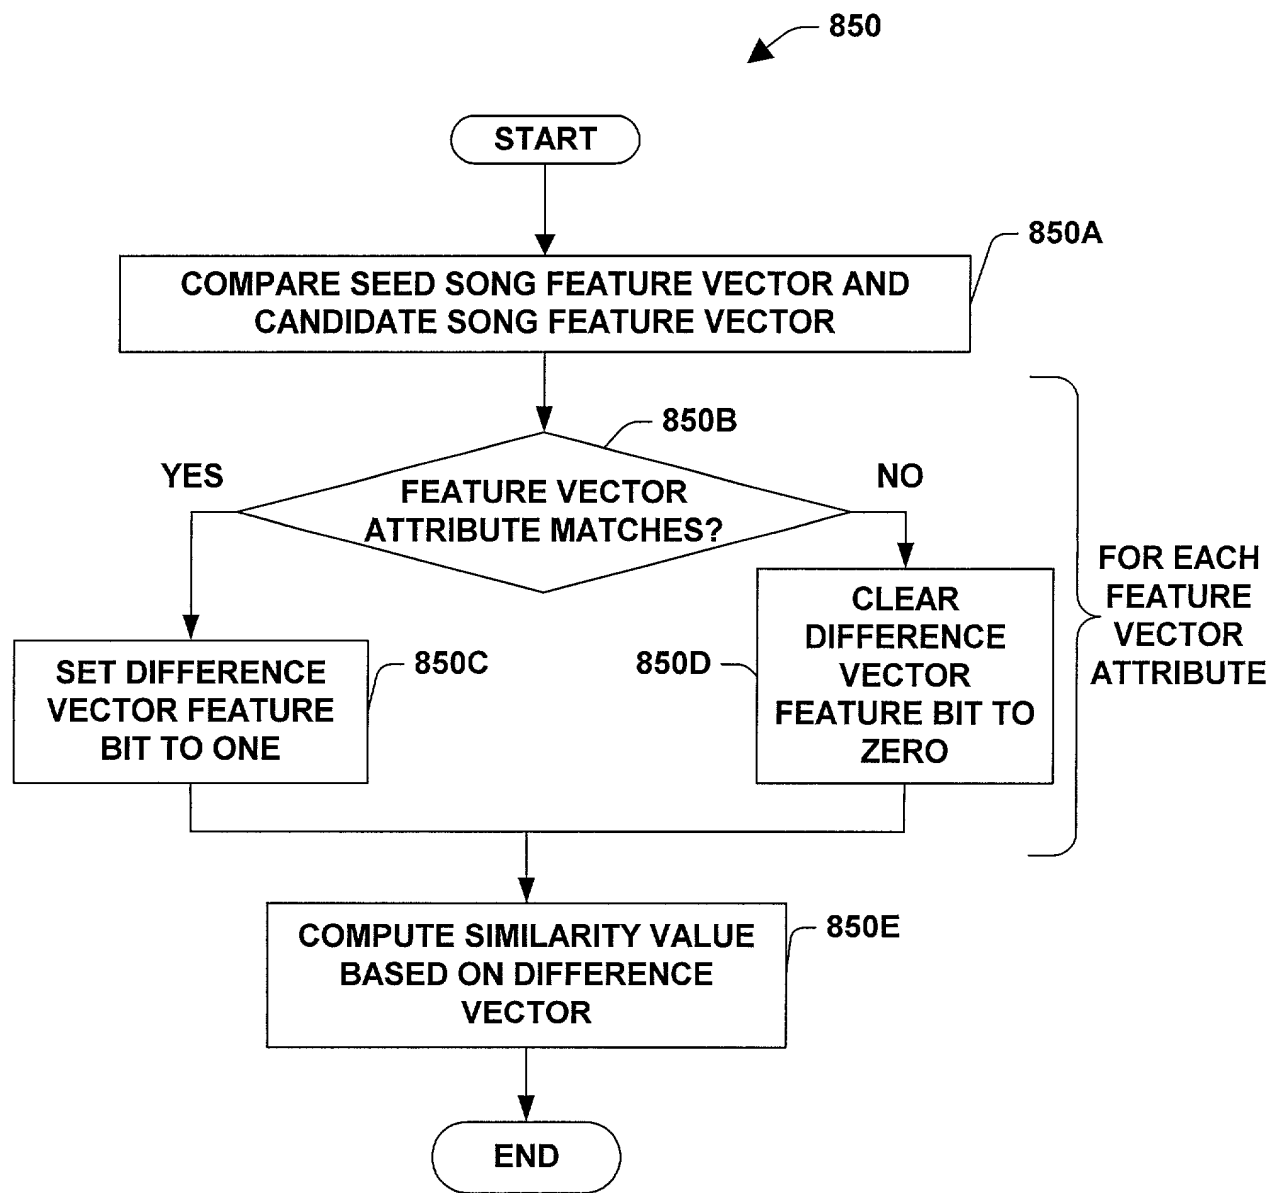 850
START
850A
COMPARE SEED SONG FEATURE VECTOR AND
CANDIDATE SONG FEATURE VECTOR
850B
YES
NO
FEATURE VECTOR
ATTRIBUTE MATCHES?
SET DIFFERENCE
VECTOR FEATURE
BIT TO ONE
850C
850D
CLEAR
DIFFERENCE
VECTOR
FEATURE BIT TO
ZERO
FOR EACH
FEATURE
VECTOR
ATTRIBUTE
COMPUTE SIMILARITY VALUE
BASED ON DIFFERENCE
VECTOR
850E
END